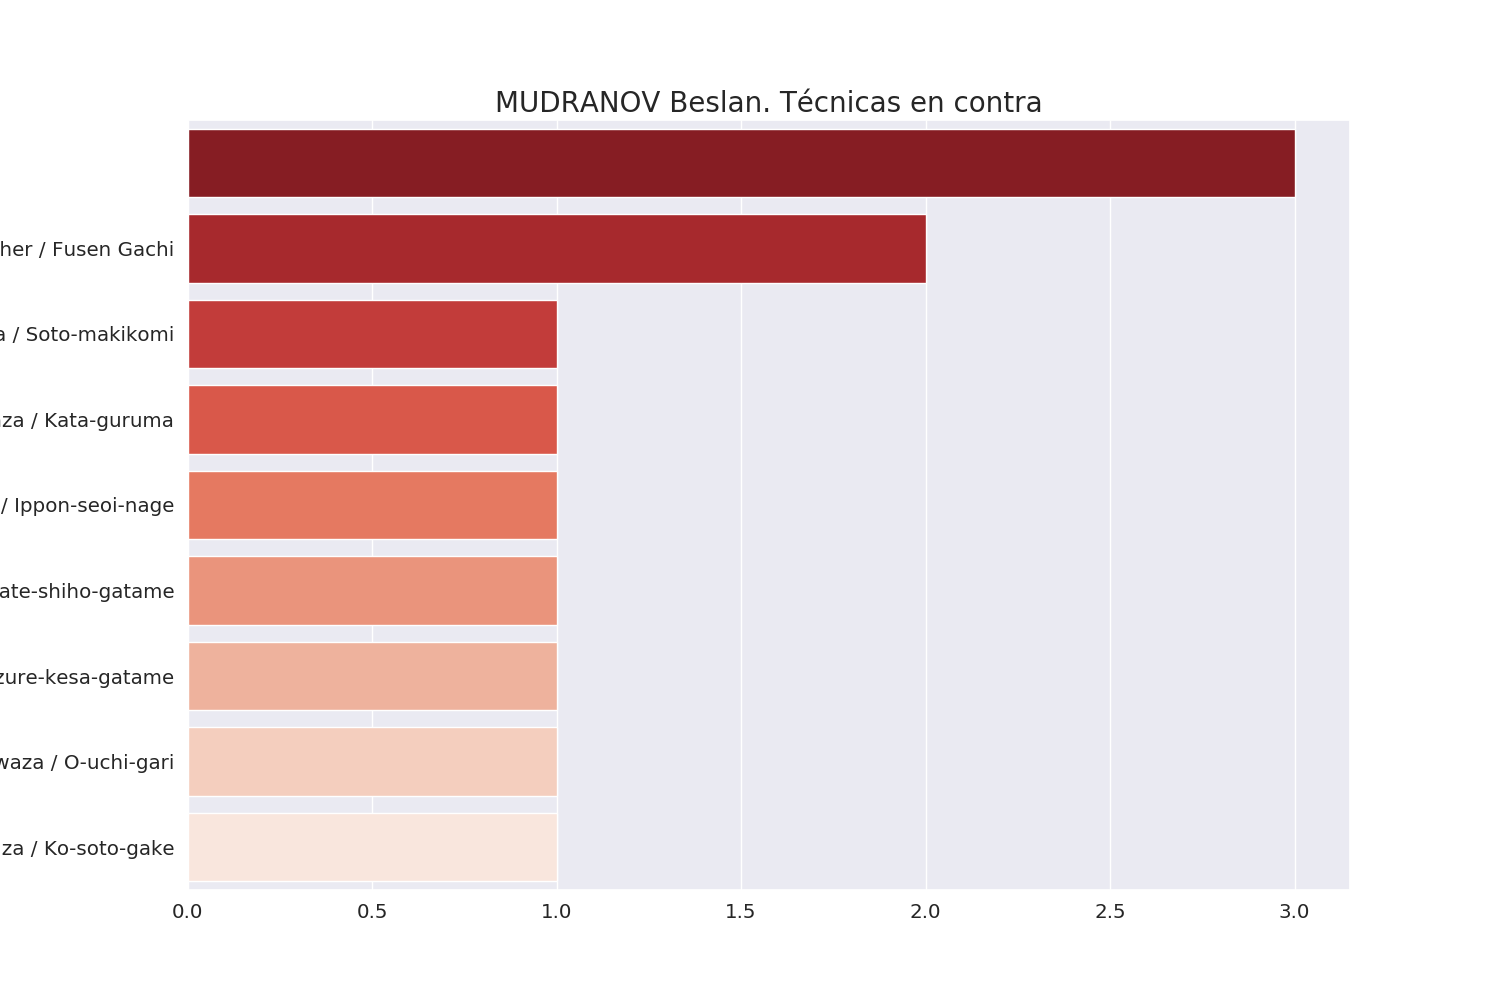 MUDRANOV Beslan. Técnicas en contra
her / Fusen Gachi
a / Soto-makikomi
za / Kata-guruma
/ Ippon-seoi-nage
ate-shiho-gatame
zure-kesa-gatame
waza / O-uchi-gari
za / Ko-soto-gake
0.0 0.5 1.0 1.5 2.0 2.5 3.0